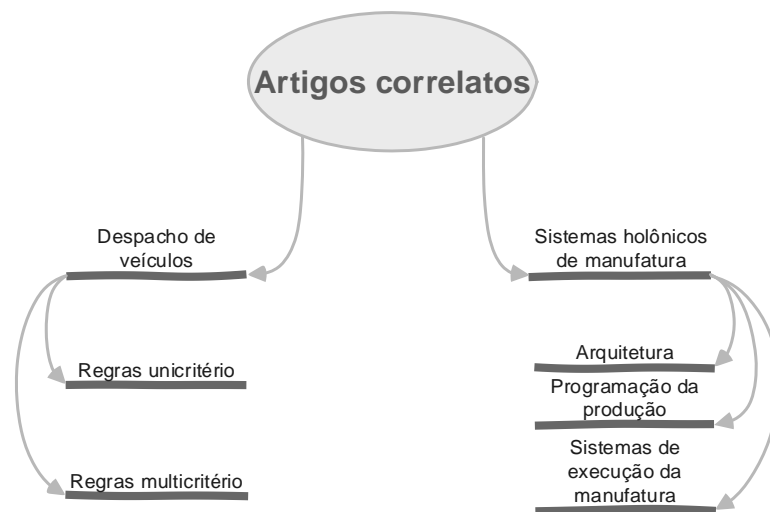 Artigos correlatos
Despacho de
veículos
Regras unicritério
Regras multicritério
Sistemas holônicos
de manufatura
Arquitetura
Programação da
produção
Sistemas de
execução da
manufatura